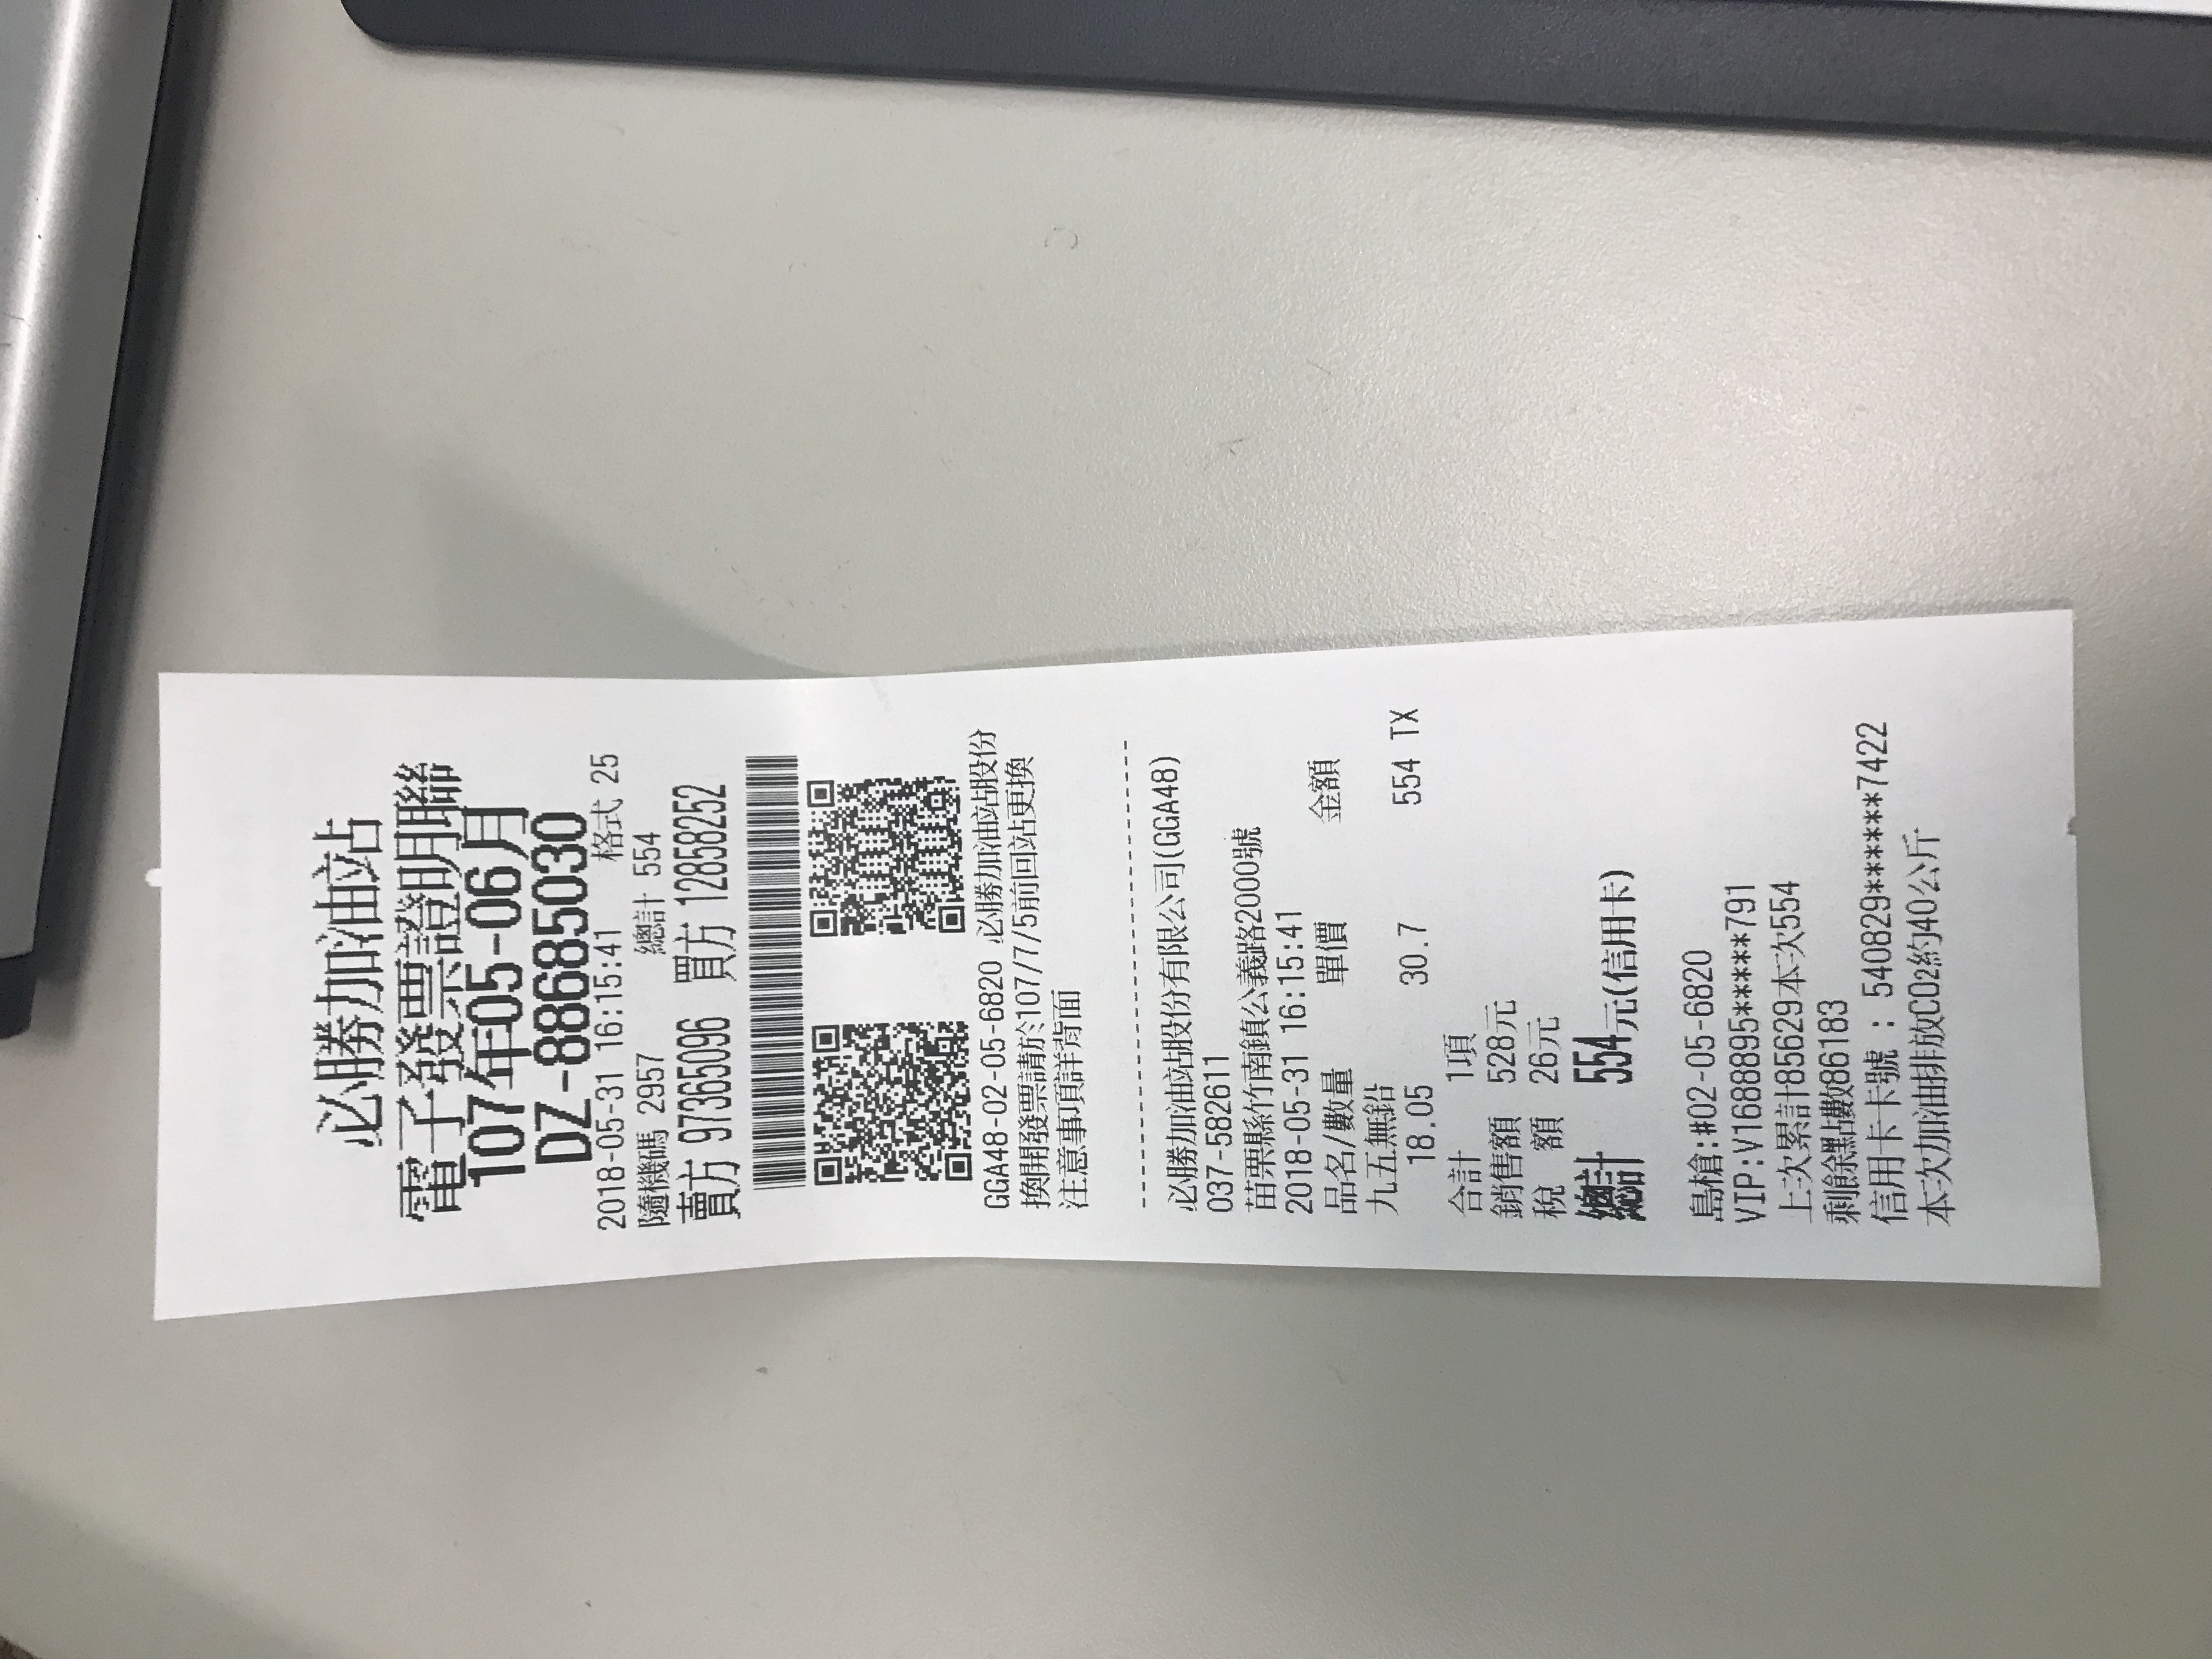 必勝加油站
電子發票證明聯
107年05-06月
DZ-88685030
2018-05-31 16:15:41 格式 25
隨機碼 2957 總計 554
賣方 97365096 買方 12858252
GGA48-02-05-6820 必勝加油站股份
換開發票請於107/7/5前回站更換
注意事項詳背面
-----------------------------
必勝加油站股份有限公司(GGA48)
037-582611
苗栗縣竹南鎮公義路2000號
2018-05-31 16:15:41
品名/數量 單價 金額
九五無鉛
18.05 30.7 554 TX
合計 1項
銷售額 528元
稅 額 26元
總計 554元(信用卡)
島槍:#02-05-6820
VIP:V1688895*****791
上次累計85629本次554
剩餘點數86183
信用卡卡號 : 540829******7422
本次加油排放CO2約40公斤